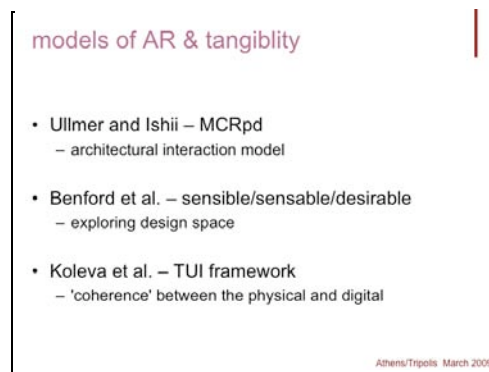 models of AR & tangiblity
• Ullmer and Ishii – MCRpd
– architectural interaction model
• Benford et al. – sensible/sensable/desirable
– exploring design space
• Koleva et al. – TUI framework
– 'coherence' between the physical and digital
Athens/Tripolis March 2009